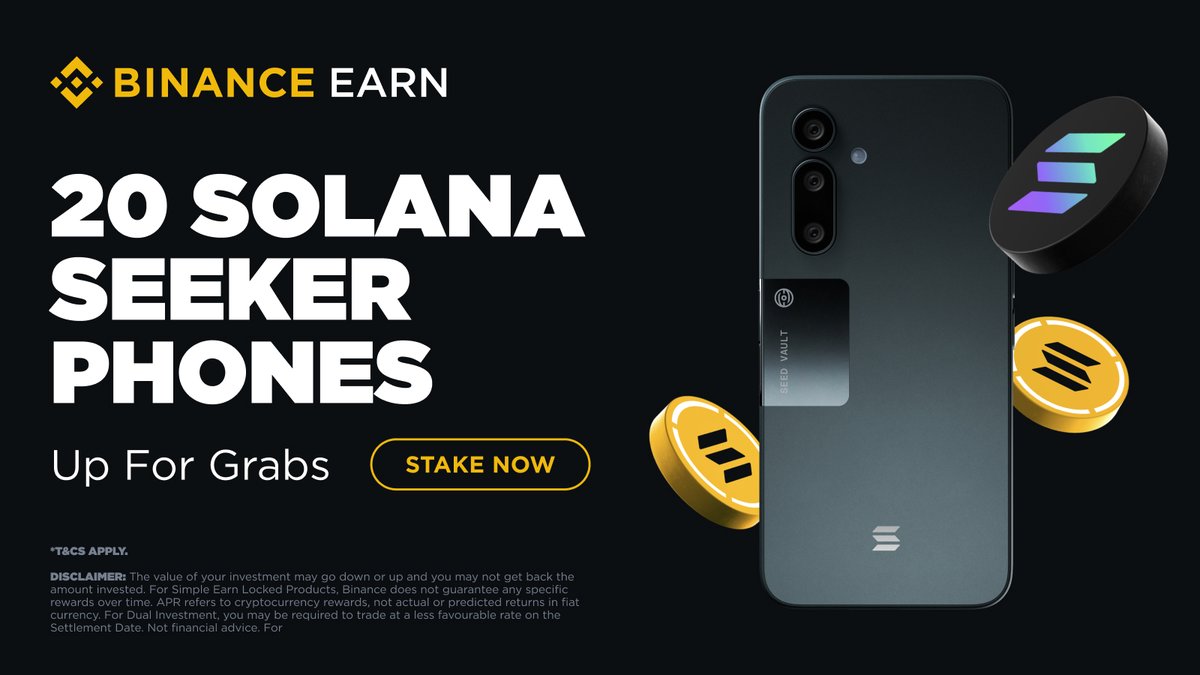 BINANCE EARN
20 SOLANA
SEEKER
PHONES
Up For Grabs
STAKE NOW
SEED VAULT
*T&CS APPLY.
DISCLAIMER: The value of your investment may go down or up and you may not get back the
amount invested. For Simple Earn Locked Products, Binance does not guarantee any specific
rewards over time. APR refers to cryptocurrency rewards, not actual or predicted returns in fiat
currency. For Dual Investment, you may be required to trade at a less favourable rate on the
Settlement Date. Not financial advice. For